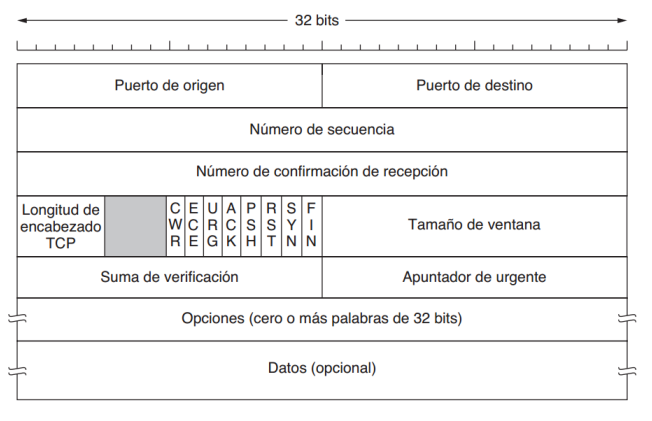 32 bits
Puerto de origen
Puerto de destino
Número de secuencia
Número de confirmación de recepción
Longitud de
encabezado
TCP
CWR
ECE
URG
ACK
PSH
RST
SYN
FIN
Tamaño de ventana
Suma de verificación
Apuntador de urgente
Opciones (cero o más palabras de 32 bits)
Datos (opcional)